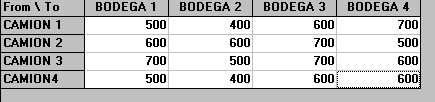 From \ To BODEGA 1 BODEGA 2 BODEGA 3 BODEGA 4
CAMION 1 500 400 600 700
CAMION 2 600 600 700 500
CAMION 3 700 500 700 600
CAMION4 500 400 600 600